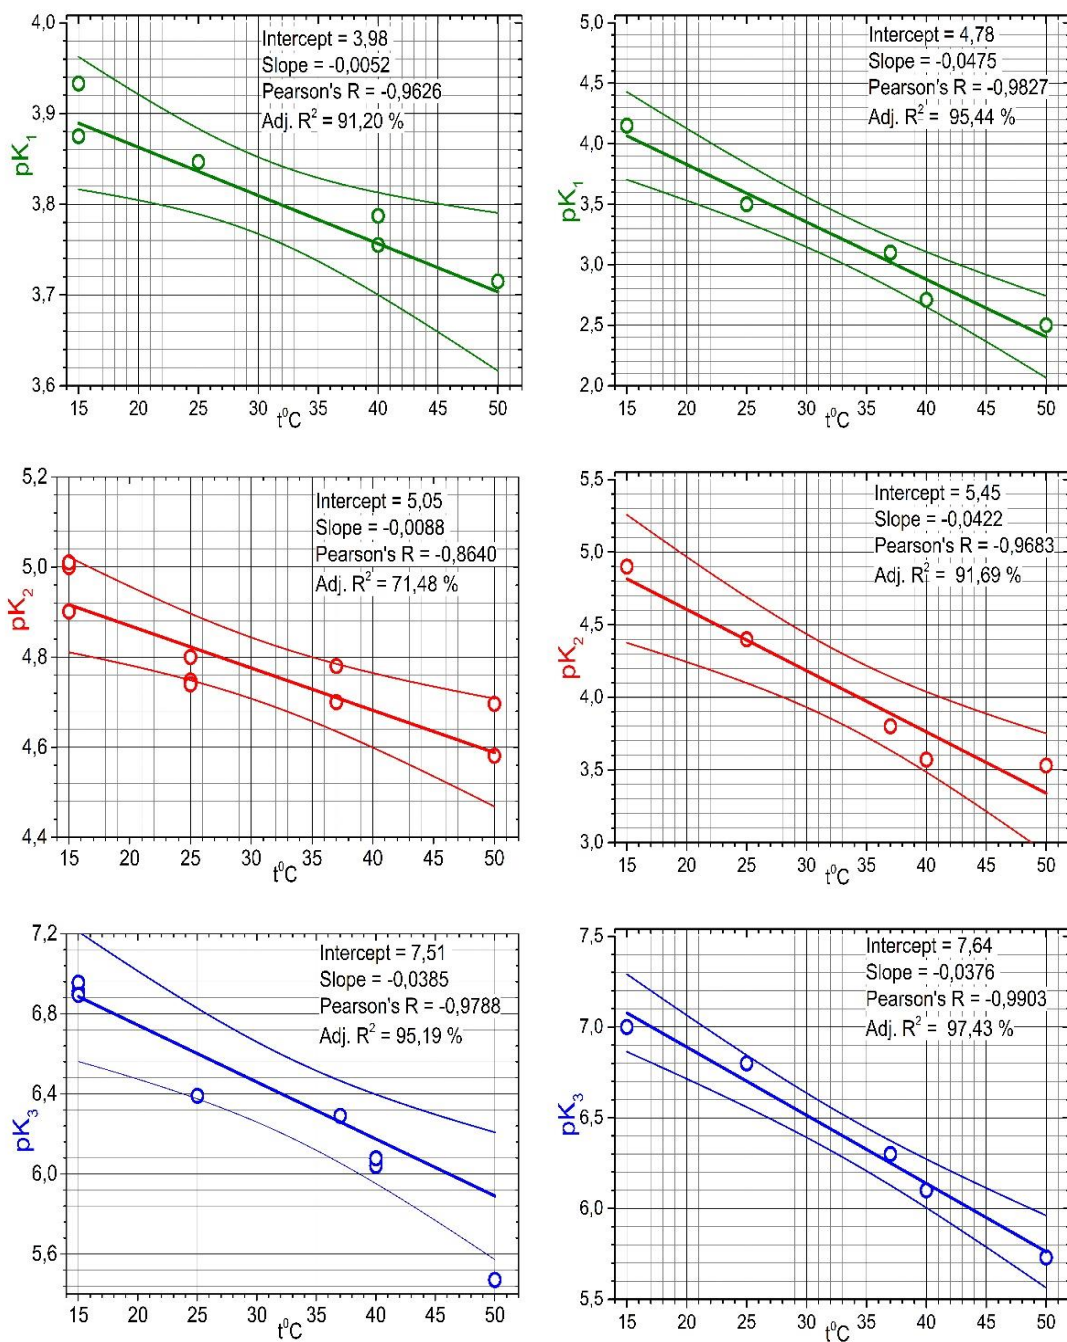 4,0
3,9
3,8
3,7
3,6
pK1
Intercept = 3,98
Slope = -0,0052
Pearson's R = -0,9626
Adj. R² = 91,20 %
15 20 25 30 35 40 45 50
t⁰C
5,0
4,5
4,0
3,5
3,0
2,5
2,0
pK1
Intercept = 4,78
Slope = -0,0475
Pearson's R = -0,9827
Adj. R² = 95,44 %
15 20 25 30 35 40 45 50
t⁰C
5,2
5,0
4,8
4,6
4,4
pK2
Intercept = 5,05
Slope = -0,0088
Pearson's R = -0,8640
Adj. R² = 71,48 %
15 20 25 30 35 40 45 50
t⁰C
5,5
5,0
4,5
4,0
3,5
3,0
pK2
Intercept = 5,45
Slope = -0,0422
Pearson's R = -0,9683
Adj. R² = 91,69 %
15 20 25 30 35 40 45 50
t⁰C
7,2
6,8
6,4
6,0
5,6
pK3
Intercept = 7,51
Slope = -0,0385
Pearson's R = -0,9788
Adj. R² = 95,19 %
15 20 25 30 35 40 45 50
t⁰C
7,5
7,0
6,5
6,0
5,5
pK3
Intercept = 7,64
Slope = -0,0376
Pearson's R = -0,9903
Adj. R² = 97,43 %
15 20 25 30 35 40 45 50
t⁰C